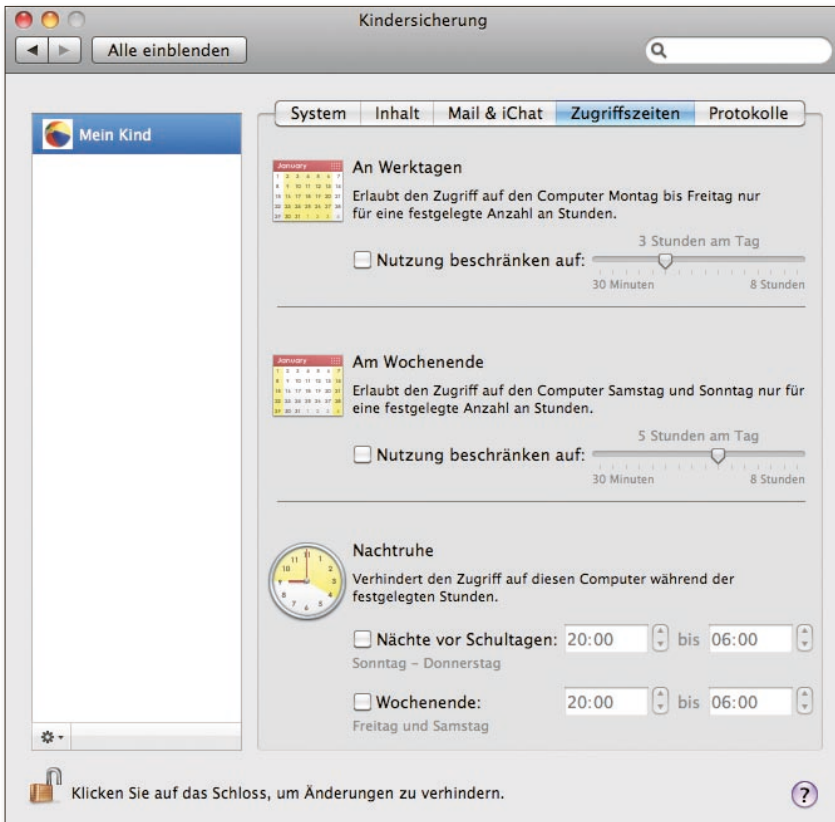 Kindersicherung
Alle einblenden
Mein Kind
System Inhalt Mail & iChat Zugriffszeiten Protokolle
January
An Werktagen
Erlaubt den Zugriff auf den Computer Montag bis Freitag nur
für eine festgelegte Anzahl an Stunden.
3 Stunden am Tag
Nutzung beschränken auf:
30 Minuten 8 Stunden
January
Am Wochenende
Erlaubt den Zugriff auf den Computer Samstag und Sonntag nur für
eine festgelegte Anzahl an Stunden.
5 Stunden am Tag
Nutzung beschränken auf:
30 Minuten 8 Stunden
Nachtruhe
Verhindert den Zugriff auf diesen Computer während der
festgelegten Stunden.
Nächte vor Schultagen: 20:00 bis 06:00
Sonntag – Donnerstag
Wochenende: 20:00 bis 06:00
Freitag und Samstag
Klicken Sie auf das Schloss, um Änderungen zu verhindern.
?